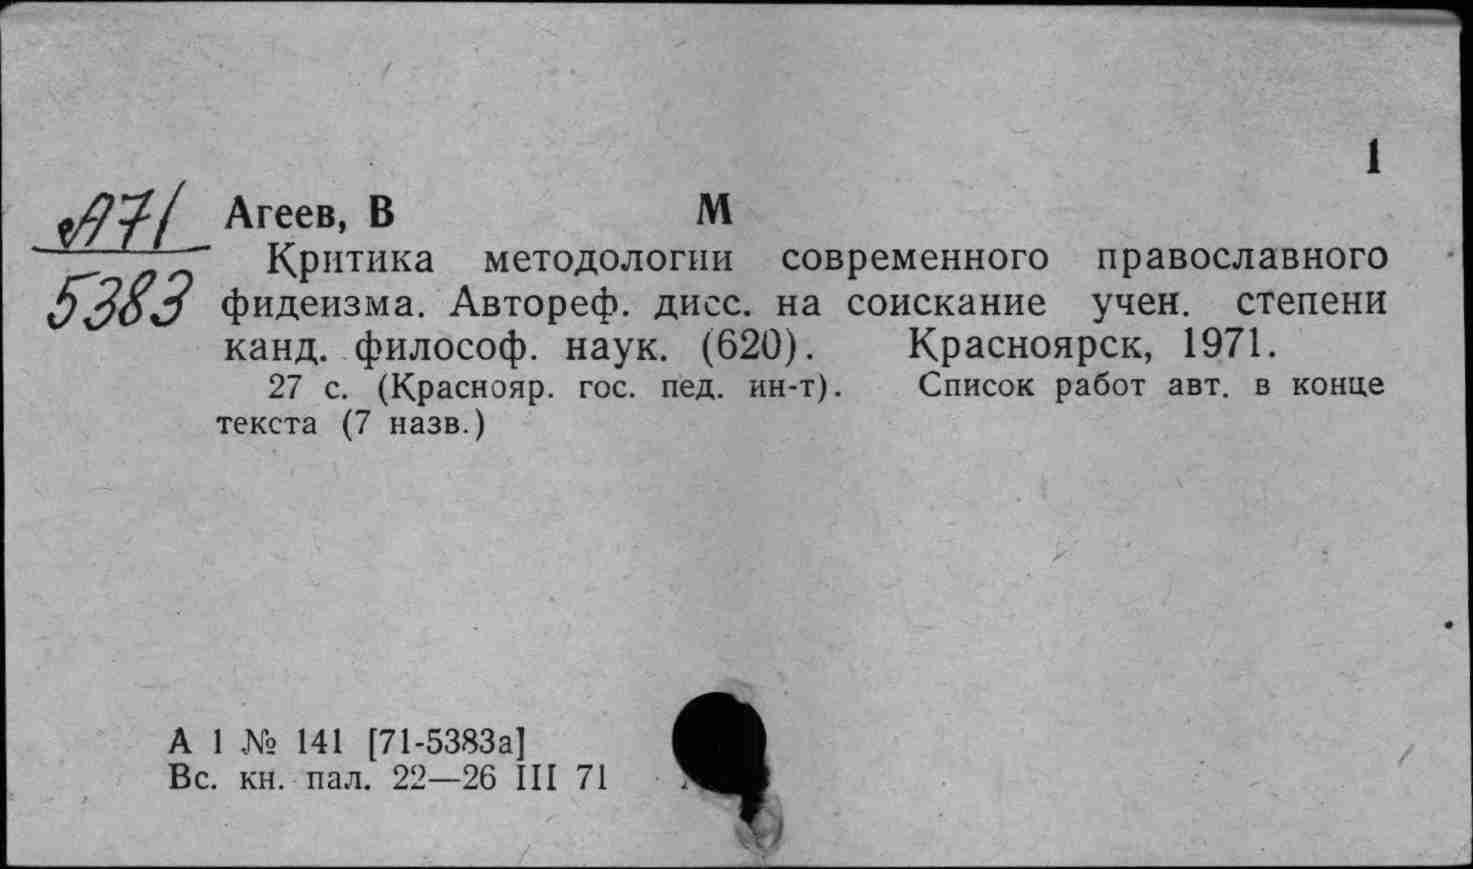 1
А71 Агеев, В М
5383
Критика методологии современного православного
фидеизма. Автореф. дисс. на соискание учен. степени
канд. философ. наук. (620). Красноярск, 1971.
27 с. (Краснояр. гос. пед. ин-т). Список работ авт. в конце
текста (7 назв.)
А 1 № 141 [71-5383а]
Вс. кн. пал. 22—26 III 71